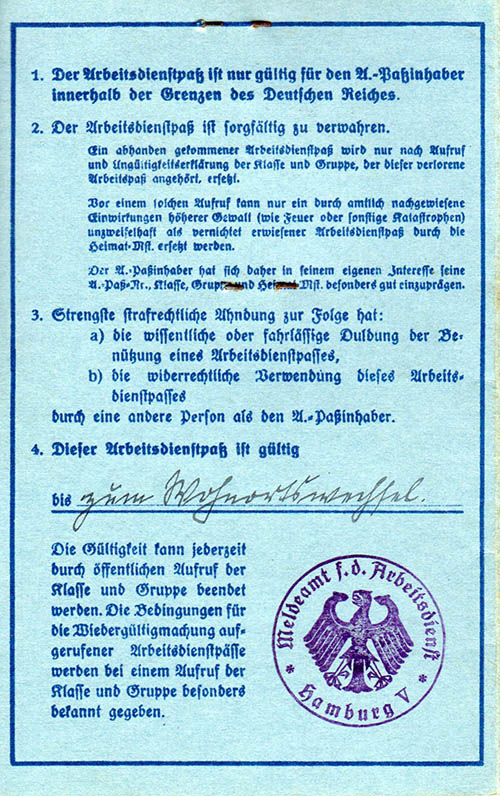 1. Der Arbeitsdienstpaß ist nur gültig für den A.-Paßinhaber
innerhalb der Grenzen des Deutschen Reiches.
2. Der Arbeitsdienstpaß ist sorgfältig zu verwahren.
Ein abhanden gekommener Arbeitsdienstpaß wird nur nach Aufruf
und Ungültigkeitserklärung der Klasse und Gruppe, der dieser verlorene
Arbeitspaß angehört, ersetzt.
Vor einem solchen Aufruf kann nur ein durch amtlich nachgewiesene
Einwirkungen höherer Gewalt (wie Feuer oder sonstige Katastrophen)
unzweifelhaft als vernichtet erwiesener Arbeitsdienstpaß durch die
Heimat-Mst. ersetzt werden.
Der A.-Paßinhaber hat sich daher in seinem eigenen Interesse seine
A.-Paß-Nr., Klasse, Gruppe und Heimat Mst. besonders gut einzuprägen.
3. Strengste strafrechtliche Ahndung zur Folge hat:
a) die wissentliche oder fahrlässige Duldung der Be-
nützung eines Arbeitsdienstpasses,
b) die widerrechtliche Verwendung dieses Arbeits-
dienstpasses
durch eine andere Person als den A.-Paßinhaber.
4. Dieser Arbeitsdienstpaß ist gültig
bis zum Wohnortswechsel.
Die Gültigkeit kann jederzeit
durch öffentlichen Aufruf der
Klasse und Gruppe beendet
werden. Die Bedingungen für
die Wiedergültigmachung auf-
gerufener Arbeitsdienstpässe
werden bei einem Aufruf der
Klasse und Gruppe besonders
bekannt gegeben.
Meldeamt f. d. Arbeitsdienst
* Hamburg V *